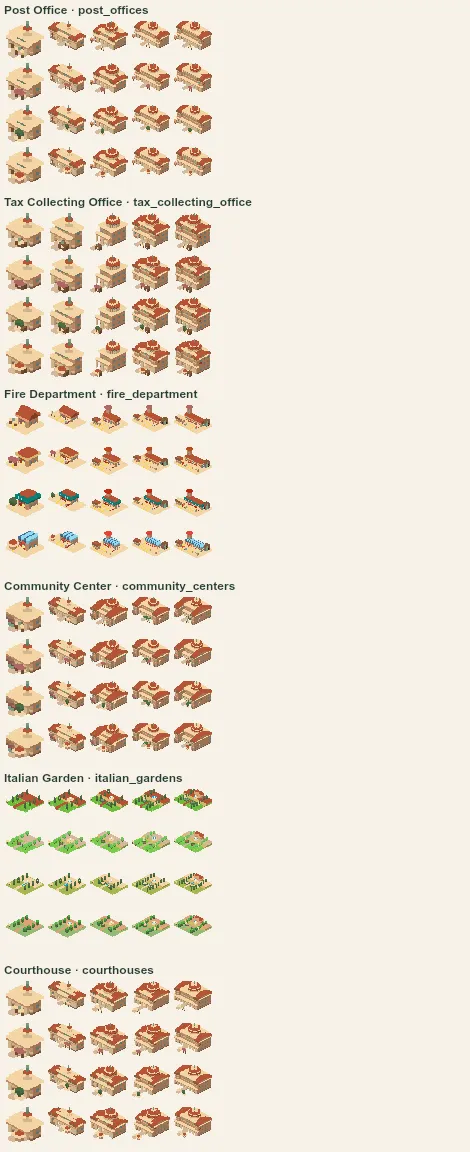 Post Office · post_offices
Tax Collecting Office · tax_collecting_office
Fire Department · fire_department
Community Center · community_centers
Italian Garden · italian_gardens
Courthouse · courthouses